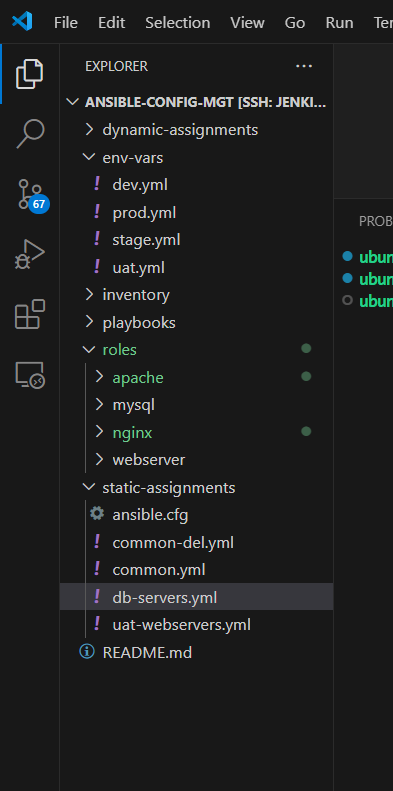 File Edit Selection View Go Run Ter
EXPLORER ...
ANSIBLE-CONFIG-MGT [SSH: JENKI...
dynamic-assignments
env-vars
! dev.yml
! prod.yml
! stage.yml
! uat.yml
inventory
playbooks
roles
apache
mysql
nginx
webserver
static-assignments
ansible.cfg
! common-del.yml
! common.yml
! db-servers.yml
! uat-webservers.yml
README.md
67
PROB
ubun
ubun
ubun